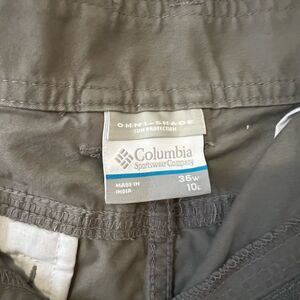 OMNI-SHADE
SUN PROTECTION
Columbia
Sportswear Company
MADE IN
INDIA
36W
10L